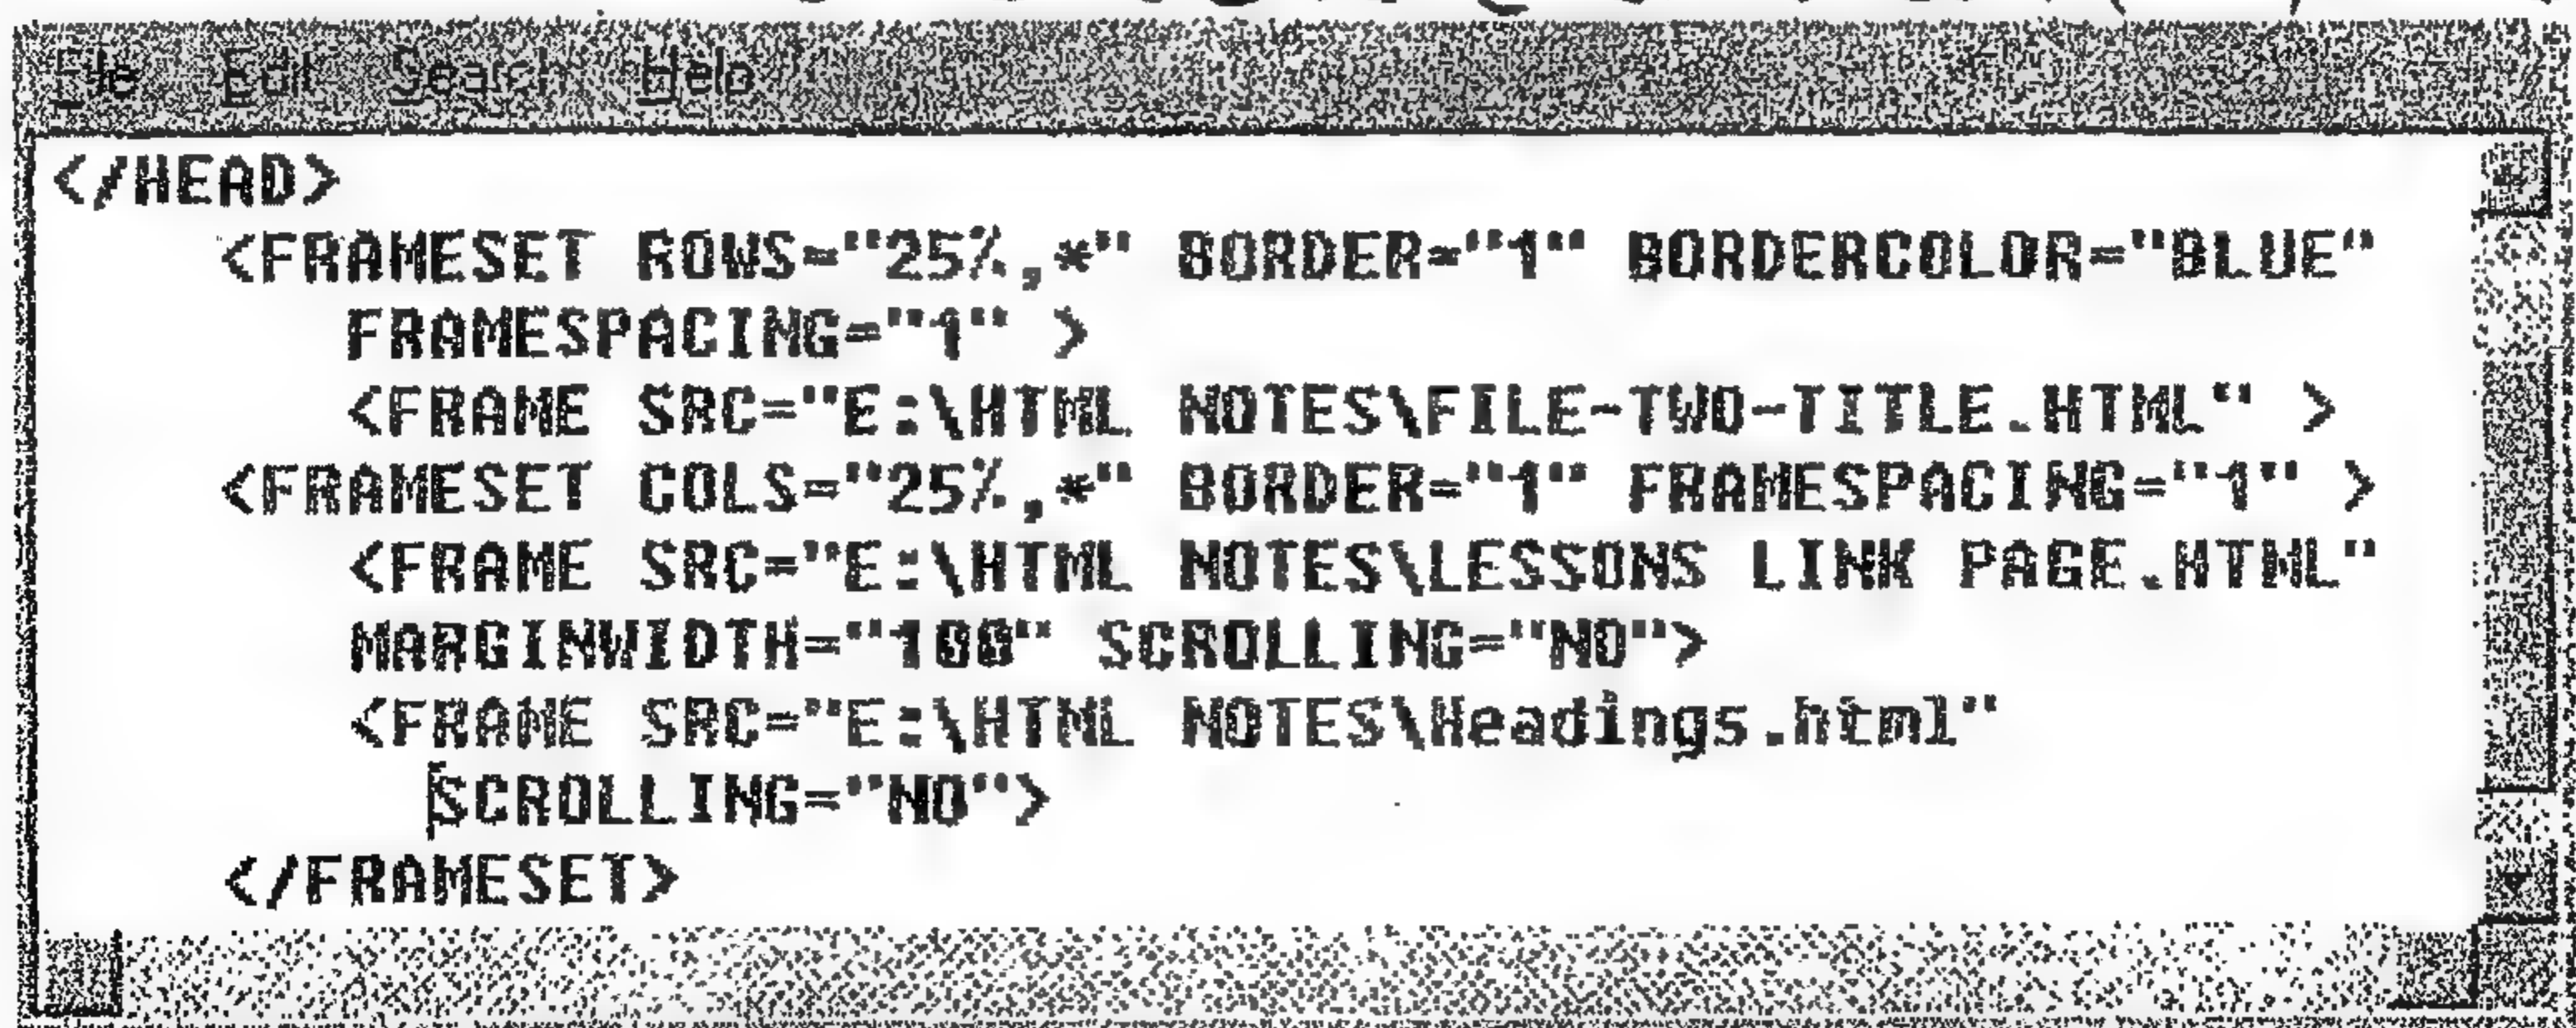 File Edit Search Help
</HEAD>
<FRAMESET ROWS="25%,*" BORDER="1" BORDERCOLOR="BLUE"
FRAMESPACING="1" >
<FRAME SRC="E:\HTML NOTES\FILE-TWO-TITLE.HTML" >
<FRAMESET COLS="25%,*" BORDER="1" FRAMESPACING="1" >
<FRAME SRC="E:\HTML NOTES\LESSONS LINK PAGE.HTML"
MARGINWIDTH="100" SCROLLING="NO">
<FRAME SRC="E:\HTML NOTES\Headings.html"
SCROLLING="NO">
</FRAMESET>